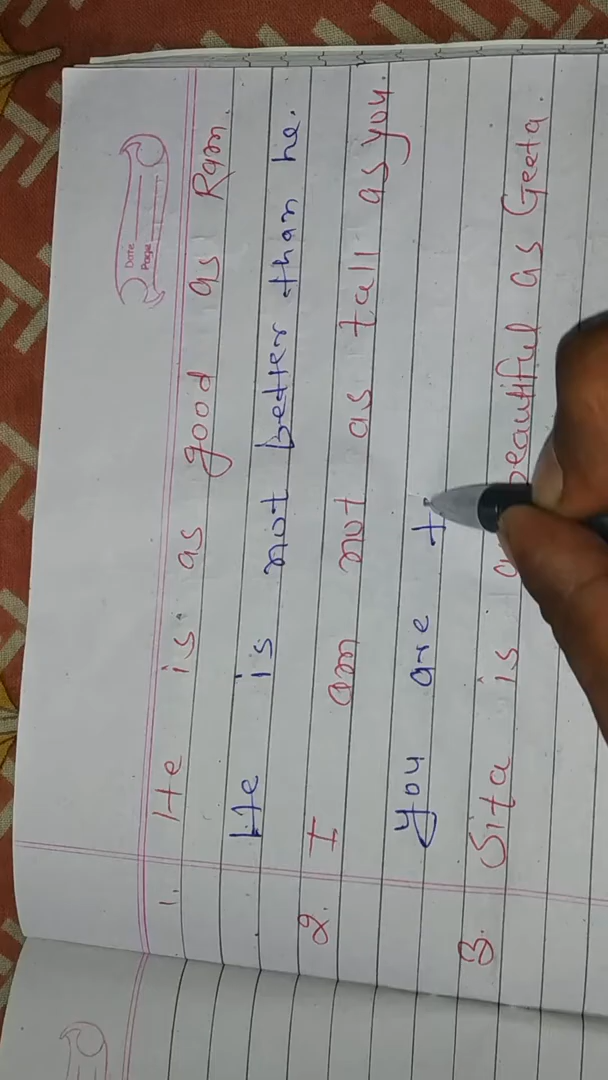 Date
Page
1. He is as good as Ram.
He is not better than he.
2. I am not as tall as you.
you are t
3. Sita is beautiful as Geeta.